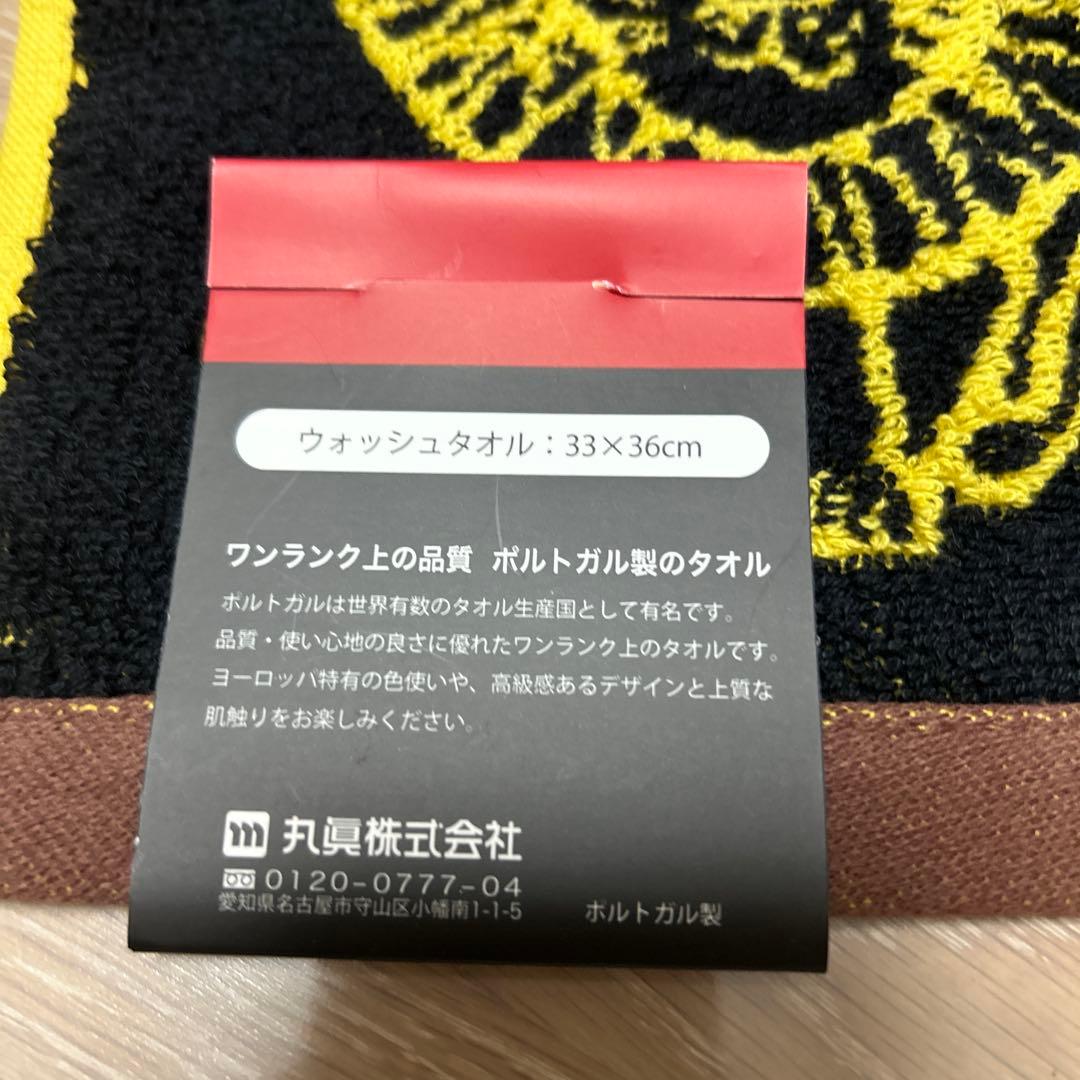 ウォッシュタオル：33×36cm
ワンランク上の品質 ポルトガル製のタオル
ポルトガルは世界有数のタオル生産国として有名です。
品質・使い心地の良さに優れたワンランク上のタオルです。
ヨーロッパ特有の色使いや、高級感あるデザインと上質な
肌触りをお楽しみください。
m 丸眞株式会社
0120-0777-04
愛知県名古屋市守山区小幡南1-1-5 ポルトガル製